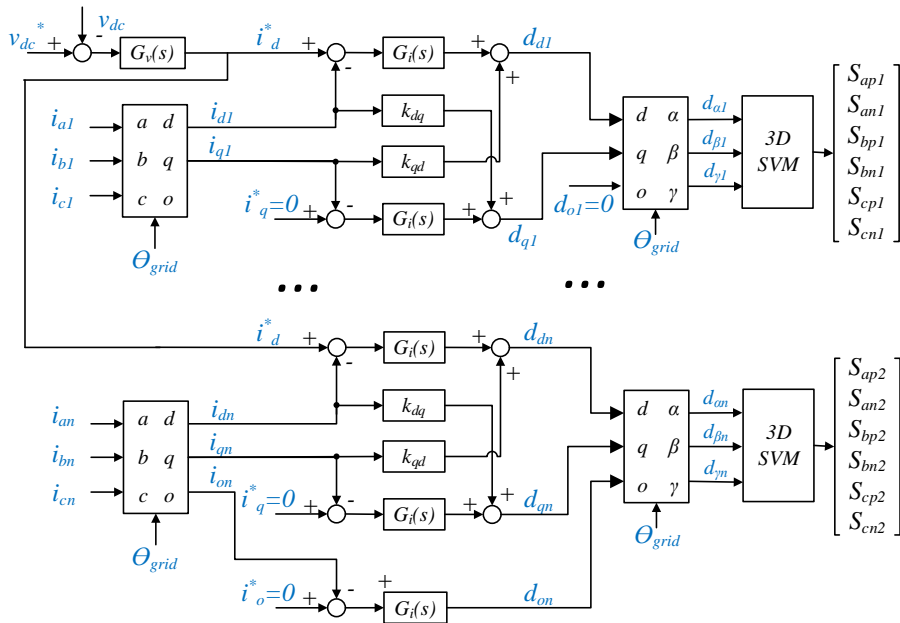 v_dc
v_dc* + - G_v(s) i*_d + - G_i(s) + + d_d1
i_a1 i_b1 i_c1
a d
b q
c o
Θ_grid
i_d1
i_q1
k_dq
k_qd
i*_q=0 + - G_i(s) + + d_q1
d α
q β
o γ
d_o1=0
Θ_grid
d_α1
d_β1
d_γ1
3D
SVM
S_ap1
S_an1
S_bp1
S_bn1
S_cp1
S_cn1
... ...
i*_d + - G_i(s) + + d_dn
i_an
i_bn
i_cn
a d
b q
c o
Θ_grid
i_dn
i_qn
i_on
k_dq
k_qd
i*_q=0 + - G_i(s) + + d_qn
i*_o=0 + - + G_i(s) d_on
d α
q β
o γ
Θ_grid
d_αn
d_βn
d_γn
3D
SVM
S_ap2
S_an2
S_bp2
S_bn2
S_cp2
S_cn2